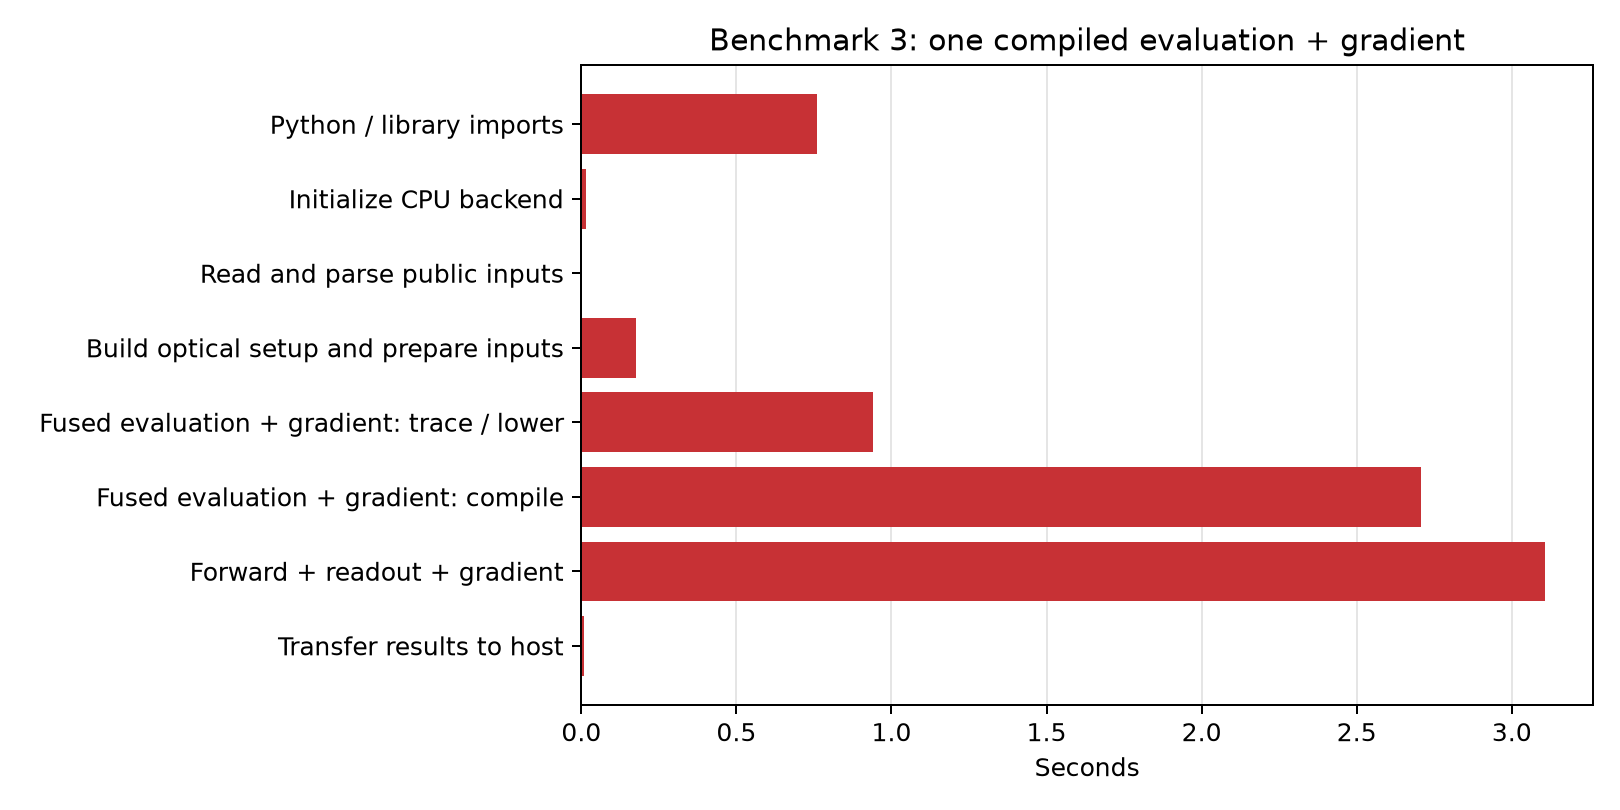 Benchmark 3: one compiled evaluation + gradient
Python / library imports
Initialize CPU backend
Read and parse public inputs
Build optical setup and prepare inputs
Fused evaluation + gradient: trace / lower
Fused evaluation + gradient: compile
Forward + readout + gradient
Transfer results to host
0.0 0.5 1.0 1.5 2.0 2.5 3.0
Seconds